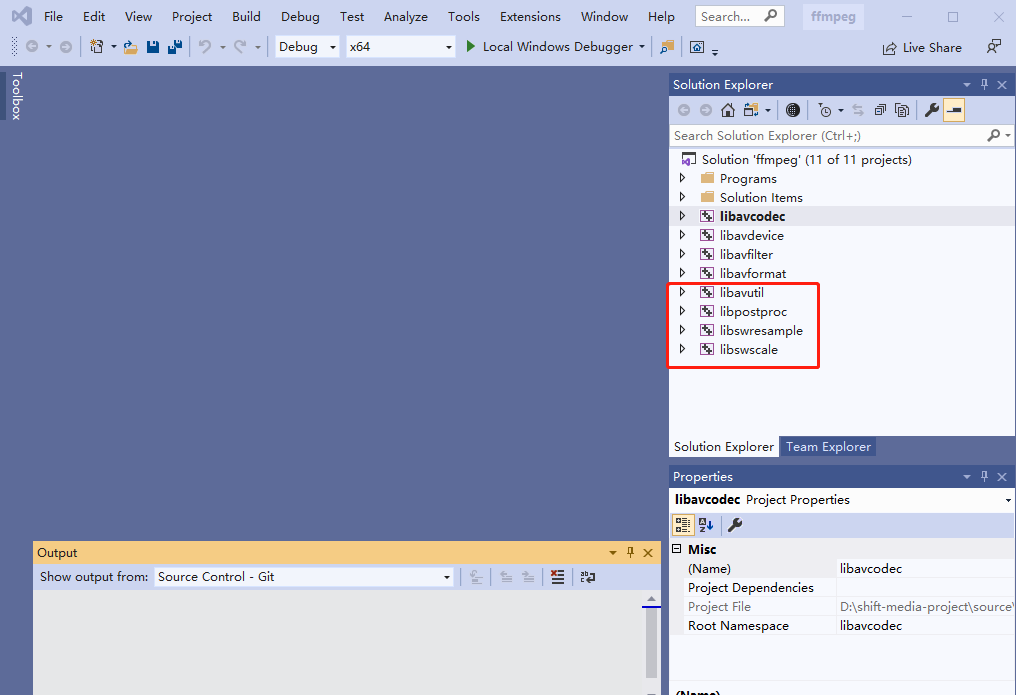 File Edit View Project Build Debug Test Analyze Tools Extensions Window Help Search... ffmpeg
Debug x64 Local Windows Debugger Live Share
Toolbox
Solution Explorer
Search Solution Explorer (Ctrl+;)
Solution 'ffmpeg' (11 of 11 projects)
Programs
Solution Items
libavcodec
libavdevice
libavfilter
libavformat
libavutil
libpostproc
libswresample
libswscale
Solution Explorer Team Explorer
Properties
libavcodec Project Properties
Misc
(Name) libavcodec
Project Dependencies
Project File D:\shift-media-project\source\
Root Namespace libavcodec
(Name)
Output
Show output from: Source Control - Git